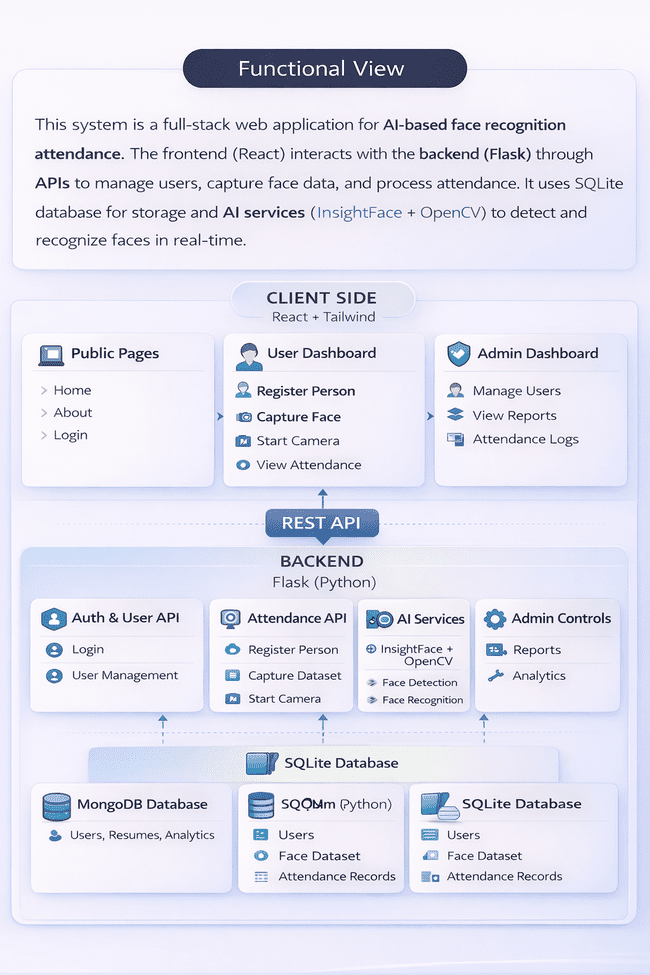 Functional View
This system is a full-stack web application for AI-based face recognition
attendance. The frontend (React) interacts with the backend (Flask) through
APIs to manage users, capture face data, and process attendance. It uses SQLite
database for storage and AI services (InsightFace + OpenCV) to detect and
recognize faces in real-time.
CLIENT SIDE
React + Tailwind
Public Pages
> Home
> About
> Login
User Dashboard
Register Person
Capture Face
Start Camera
View Attendance
Admin Dashboard
Manage Users
View Reports
Attendance Logs
REST API
BACKEND
Flask (Python)
Auth & User API
Login
User Management
Attendance API
Register Person
Capture Dataset
Start Camera
AI Services
InsightFace +
OpenCV
Face Detection
Face Recognition
Admin Controls
Reports
Analytics
SQLite Database
MongoDB Database
Users, Resumes, Analytics
(Python)
Users
Face Dataset
Attendance Records
SQLite Database
Users
Face Dataset
Attendance Records